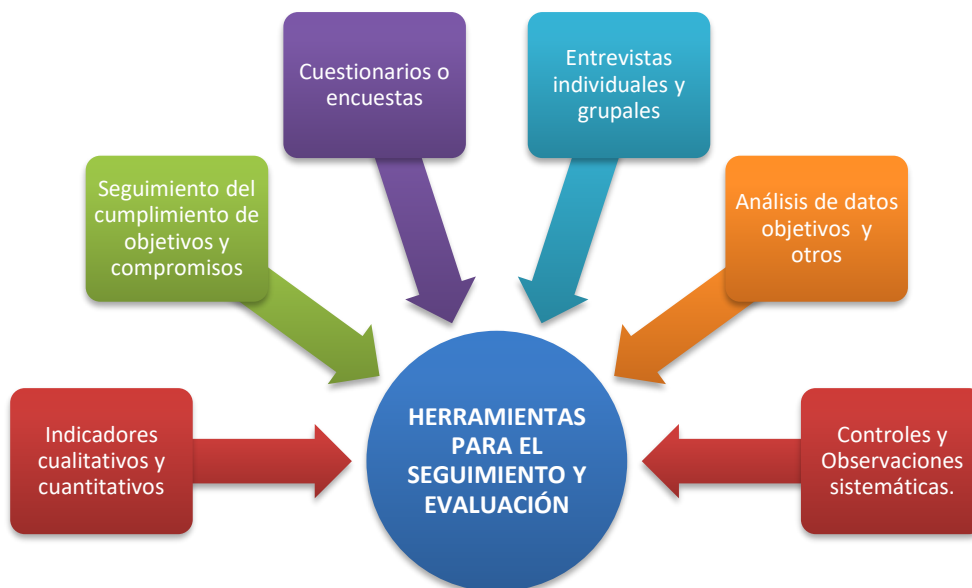 Cuestionarios o
encuestas
Entrevistas
individuales y
grupales
Seguimiento del
cumplimiento de
objetivos y
compromisos
Análisis de datos
objetivos y
otros
Indicadores
cualitativos y
cuantitativos
HERRAMIENTAS
PARA EL
SEGUIMIENTO Y
EVALUACIÓN
Controles y
Observaciones
sistemáticas.